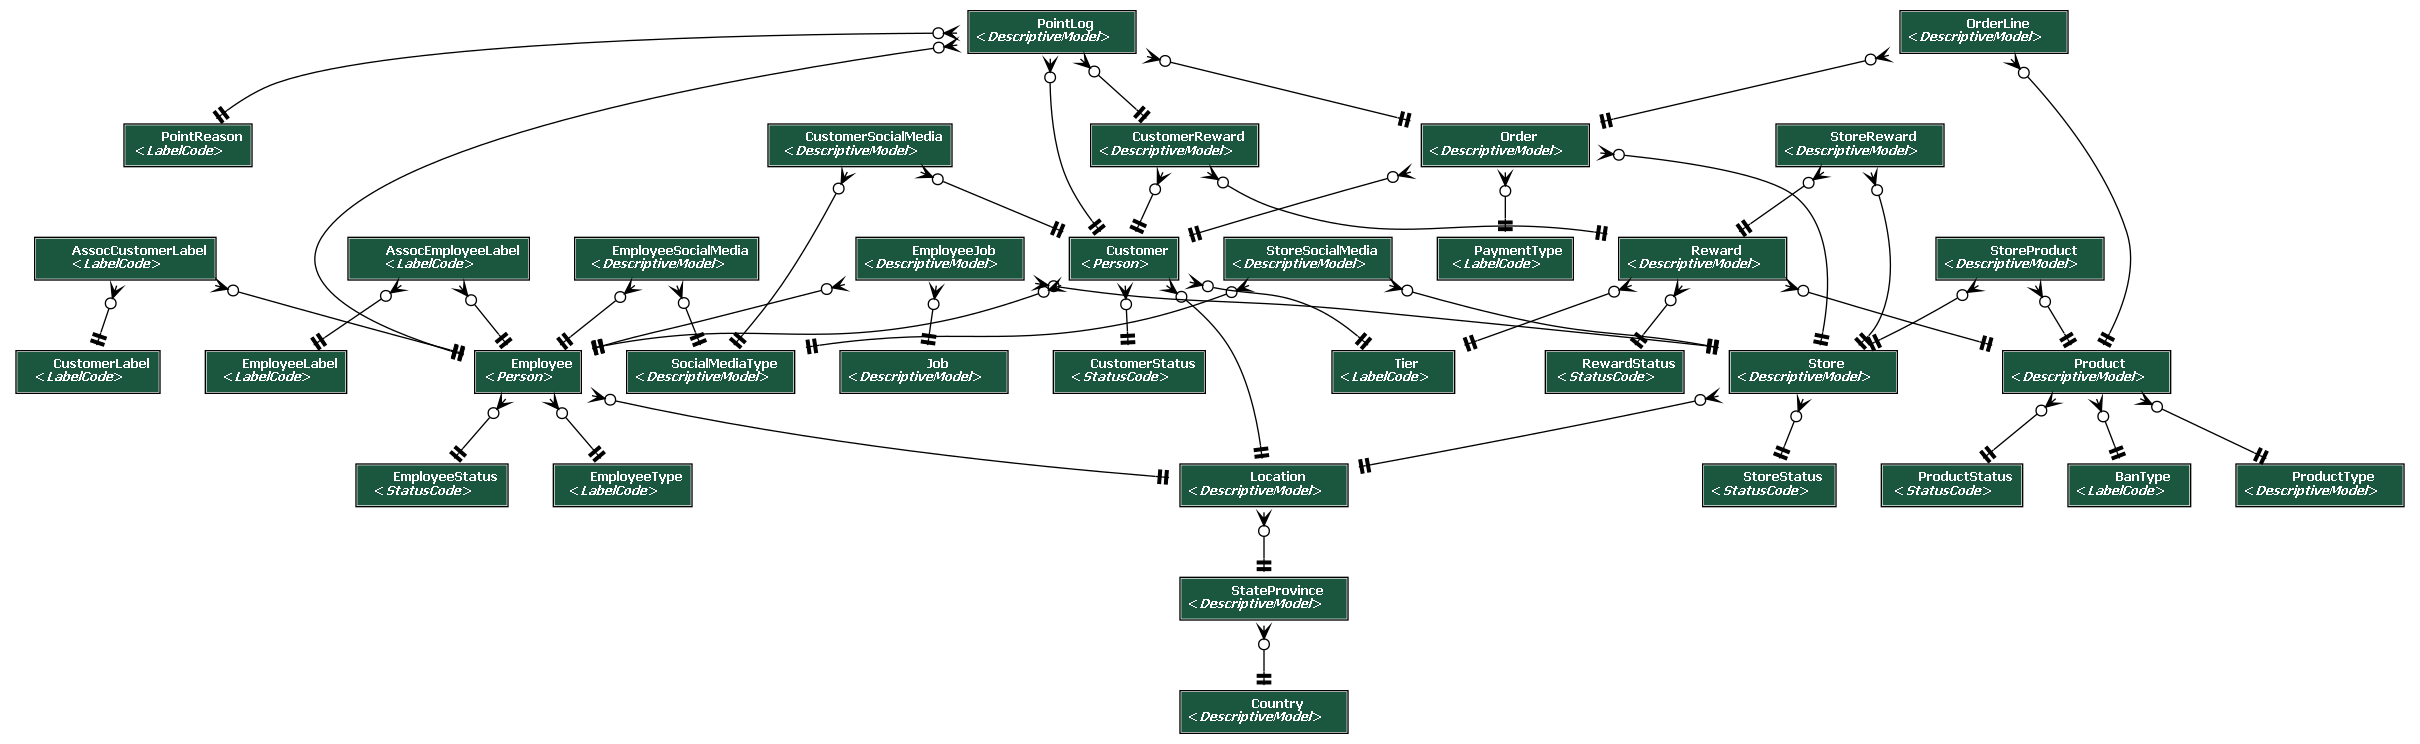 PointLog
<DescriptiveModel>
OrderLine
<DescriptiveModel>
PointReason
<LabelCode>
CustomerSocialMedia
<DescriptiveModel>
CustomerReward
<DescriptiveModel>
Order
<DescriptiveModel>
StoreReward
<DescriptiveModel>
AssocCustomerLabel
<LabelCode>
AssocEmployeeLabel
<LabelCode>
EmployeeSocialMedia
<DescriptiveModel>
EmployeeJob
<DescriptiveModel>
Customer
<Person>
StoreSocialMedia
<DescriptiveModel>
PaymentType
<LabelCode>
Reward
<DescriptiveModel>
StoreProduct
<DescriptiveModel>
CustomerLabel
<LabelCode>
EmployeeLabel
<LabelCode>
Employee
<Person>
SocialMediaType
<DescriptiveModel>
Job
<DescriptiveModel>
CustomerStatus
<StatusCode>
Tier
<LabelCode>
RewardStatus
<StatusCode>
Store
<DescriptiveModel>
Product
<DescriptiveModel>
EmployeeStatus
<StatusCode>
EmployeeType
<LabelCode>
Location
<DescriptiveModel>
StoreStatus
<StatusCode>
ProductStatus
<StatusCode>
BanType
<LabelCode>
ProductType
<DescriptiveModel>
StateProvince
<DescriptiveModel>
Country
<DescriptiveModel>